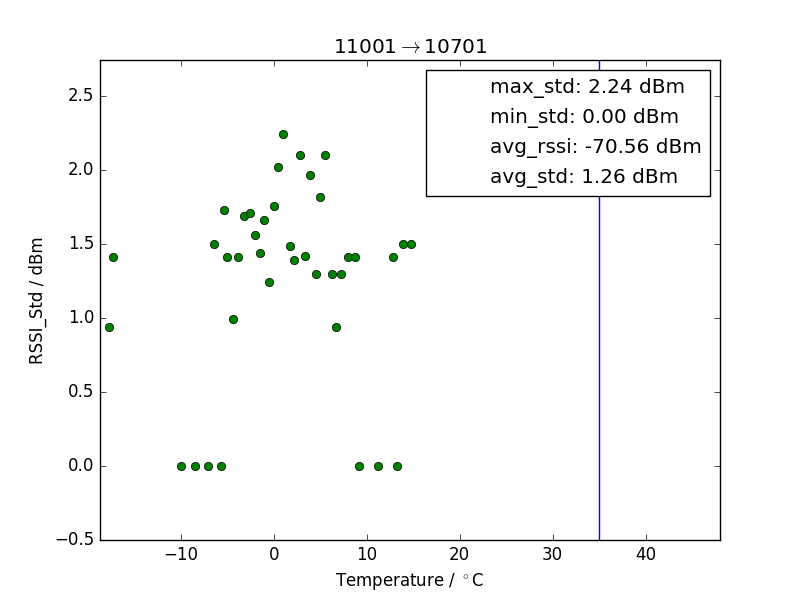 11001→10701
max_std: 2.24 dBm
min_std: 0.00 dBm
avg_rssi: -70.56 dBm
avg_std: 1.26 dBm
2.5
2.0
1.5
1.0
0.5
0.0
−0.5
RSSI_Std / dBm
−10 0 10 20 30 40
Temperature / °C